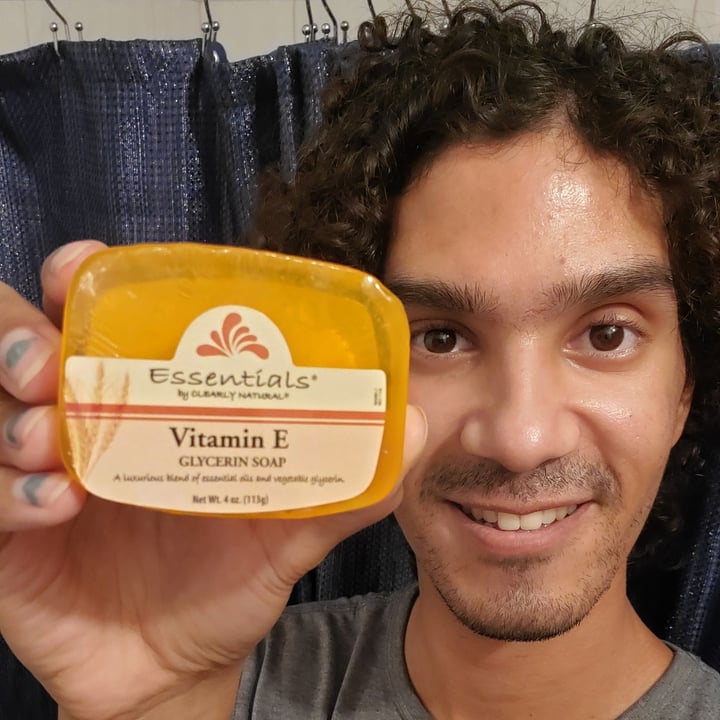 Essentials®
by CLEARLY NATURAL®
Vitamin E
GLYCERIN SOAP
A luxurious blend of essential oils and vegetable glycerin.
Net Wt. 4 oz. (113g)